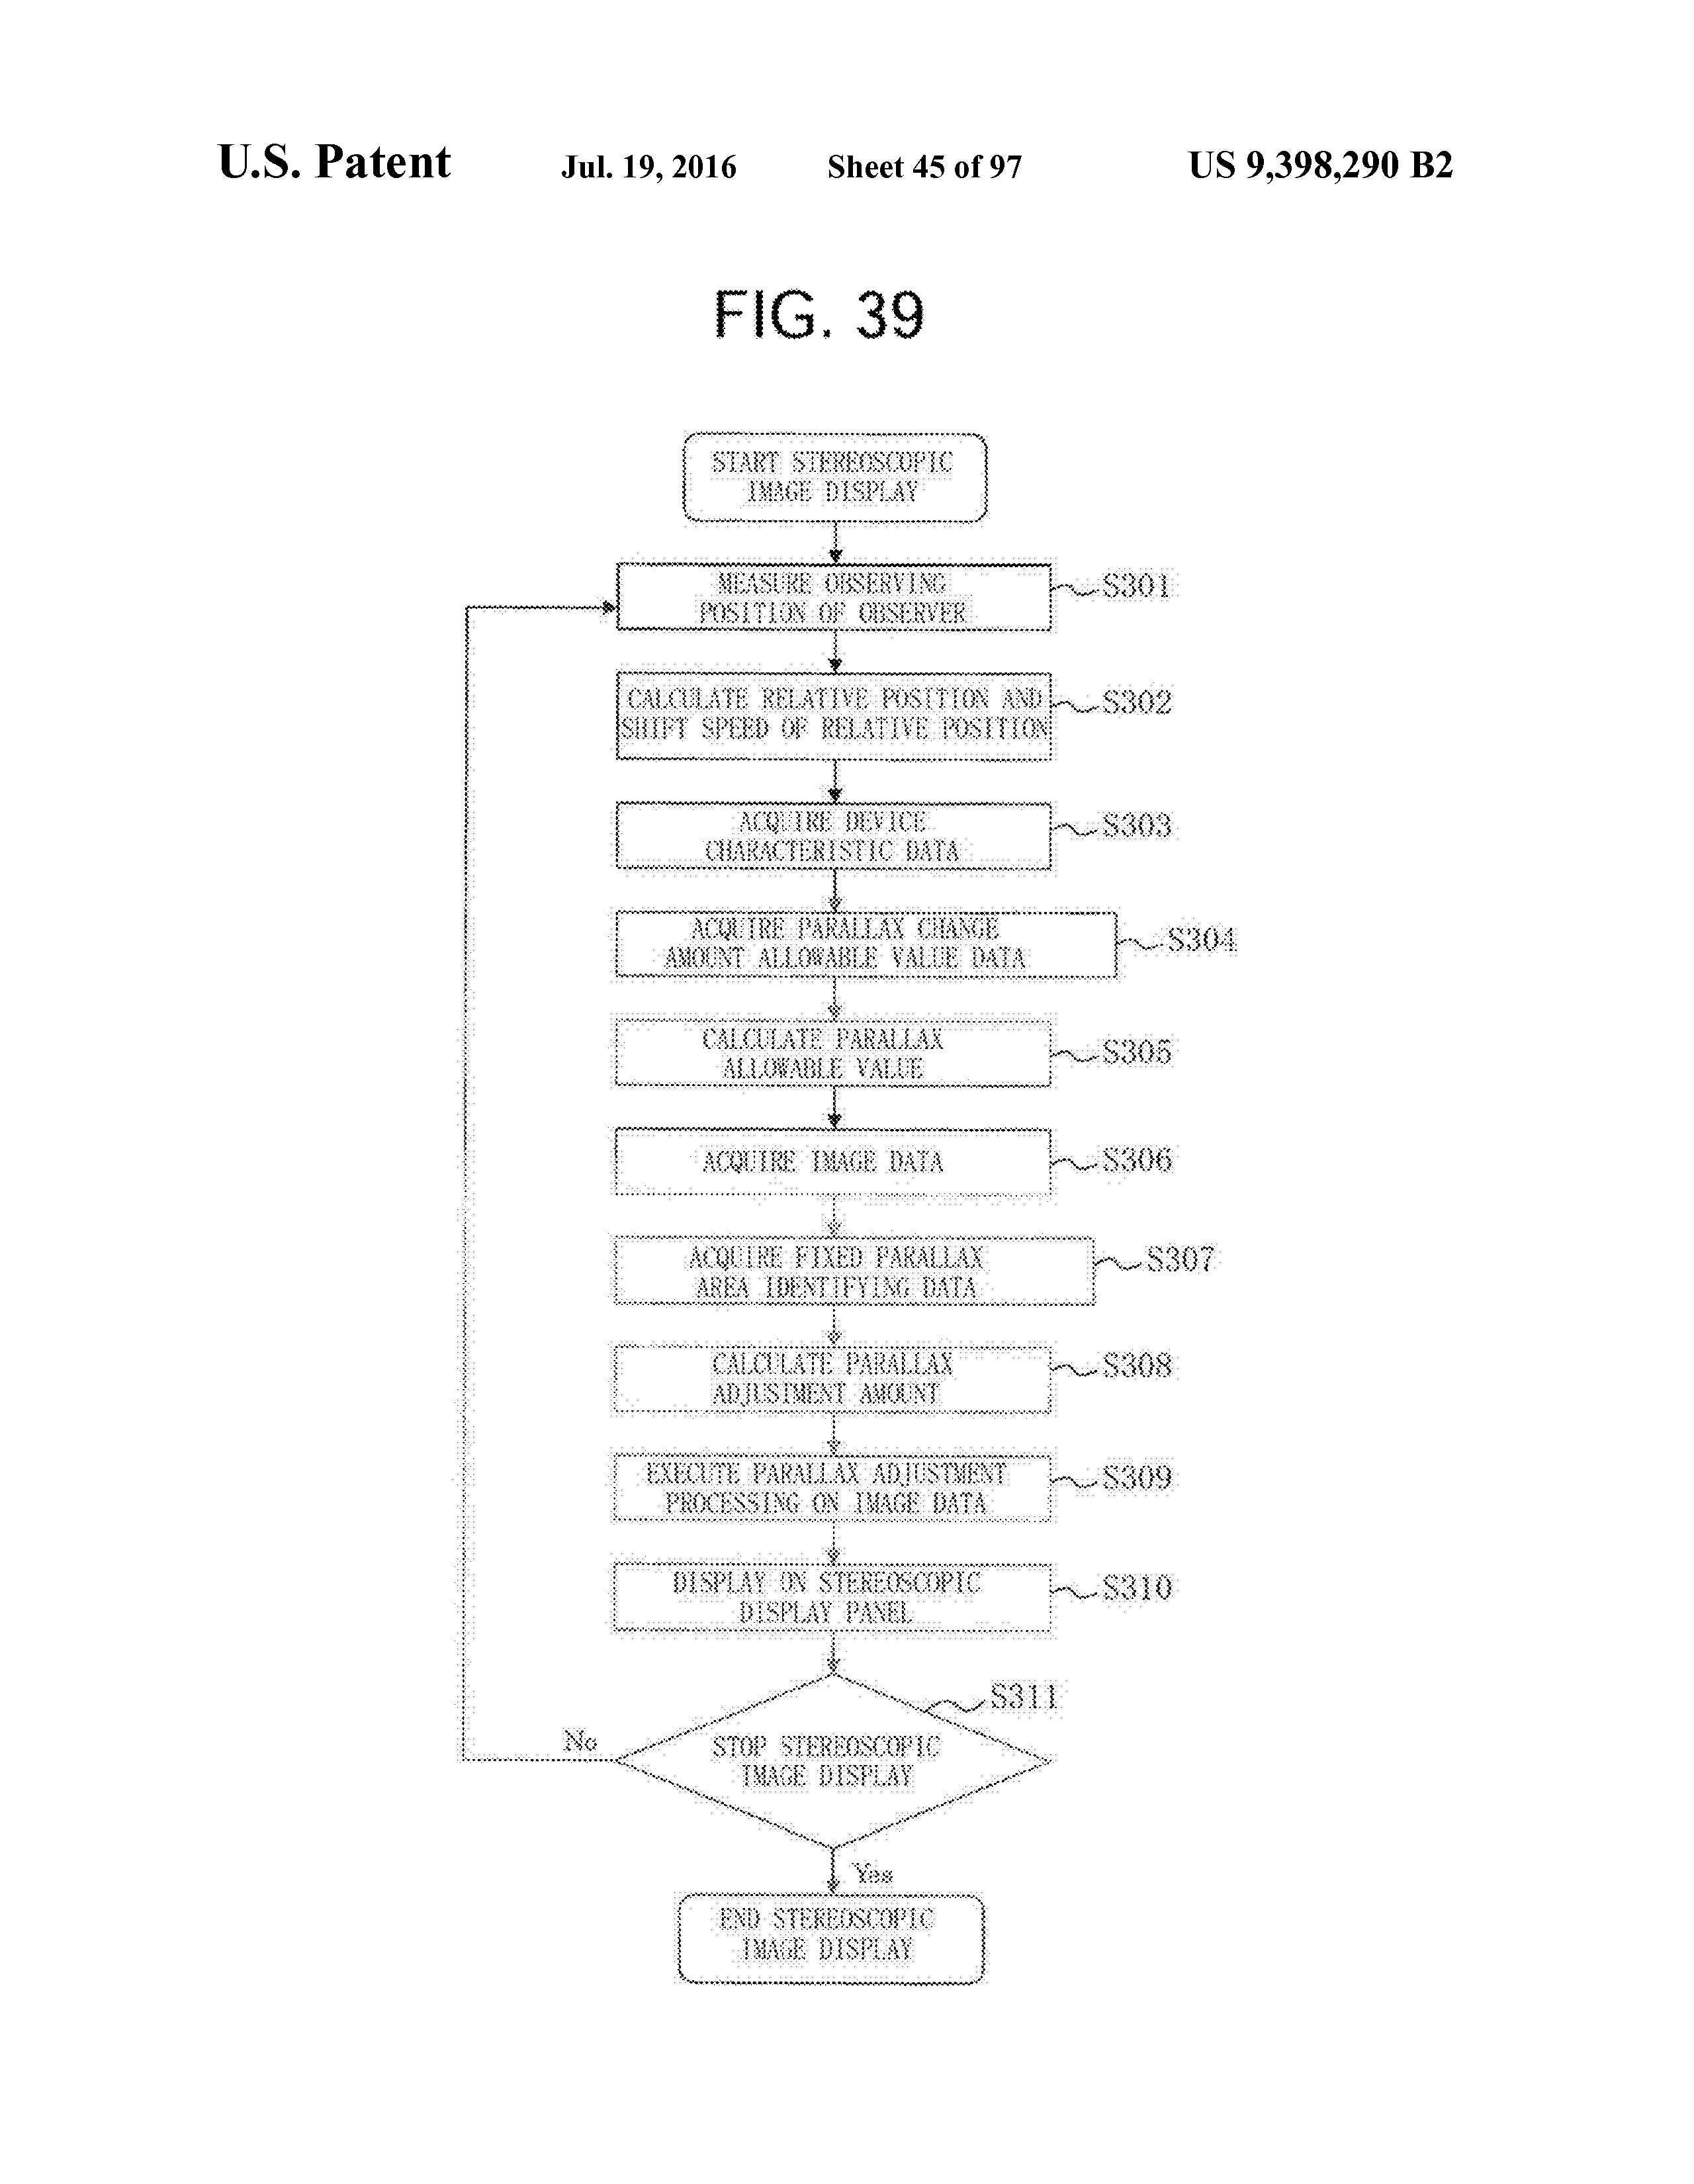 U.S. Patent Jul. 19, 2016 Sheet 45 of 97 US 9,398,290 B2
FIG. 39
START STEREOSCOPIC
IMAGE DISPLAY
MEASURE OBSERVING
POSITION OF OBSERVER
S301
CALCULATE RELATIVE POSITION AND
SHIFT SPEED OF RELATIVE POSITION
S302
ACQUIRE DEVICE
CHARACTERISTIC DATA
S303
ACQUIRE PARALLAX CHANGE
AMOUNT ALLOWABLE VALUE DATA
S304
CALCULATE PARALLAX
ALLOWABLE VALUE
S305
ACQUIRE IMAGE DATA
S306
ACQUIRE FIXED PARALLAX
AREA IDENTIFYING DATA
S307
CALCULATE PARALLAX
ADJUSTMENT AMOUNT
S308
EXECUTE PARALLAX ADJUSTMENT
PROCESSING ON IMAGE DATA
S309
DISPLAY ON STEREOSCOPIC
DISPLAY PANEL
S310
S311
No
STOP STEREOSCOPIC
IMAGE DISPLAY
Yes
END STEREOSCOPIC
IMAGE DISPLAY